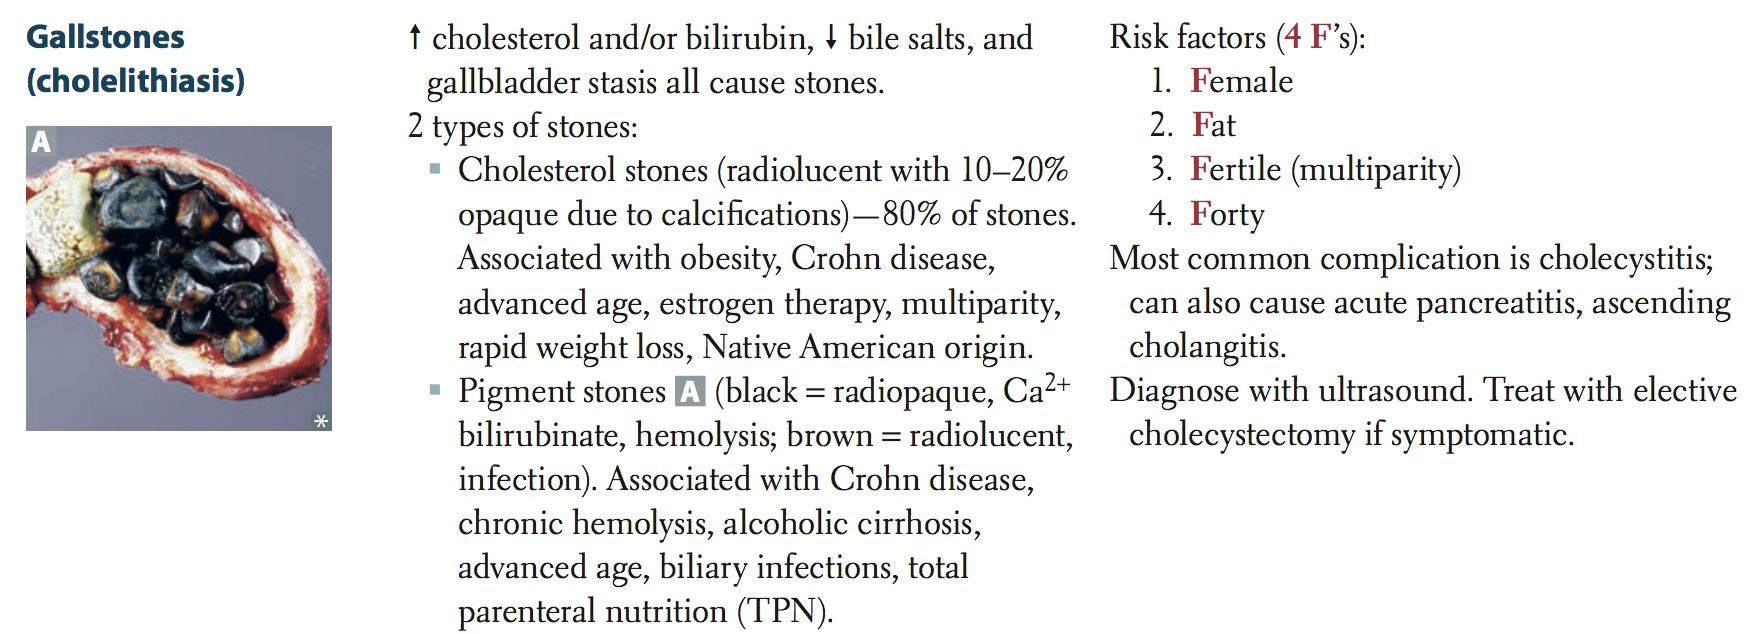 Gallstones
(cholelithiasis)
A
*
↑ cholesterol and/or bilirubin, ↓ bile salts, and
gallbladder stasis all cause stones.
2 types of stones:
▪ Cholesterol stones (radiolucent with 10–20%
opaque due to calcifications)—80% of stones.
Associated with obesity, Crohn disease,
advanced age, estrogen therapy, multiparity,
rapid weight loss, Native American origin.
▪ Pigment stones A (black = radiopaque, Ca²⁺
bilirubinate, hemolysis; brown = radiolucent,
infection). Associated with Crohn disease,
chronic hemolysis, alcoholic cirrhosis,
advanced age, biliary infections, total
parenteral nutrition (TPN).
Risk factors (4 F’s):
1. Female
2. Fat
3. Fertile (multiparity)
4. Forty
Most common complication is cholecystitis;
can also cause acute pancreatitis, ascending
cholangitis.
Diagnose with ultrasound. Treat with elective
cholecystectomy if symptomatic.